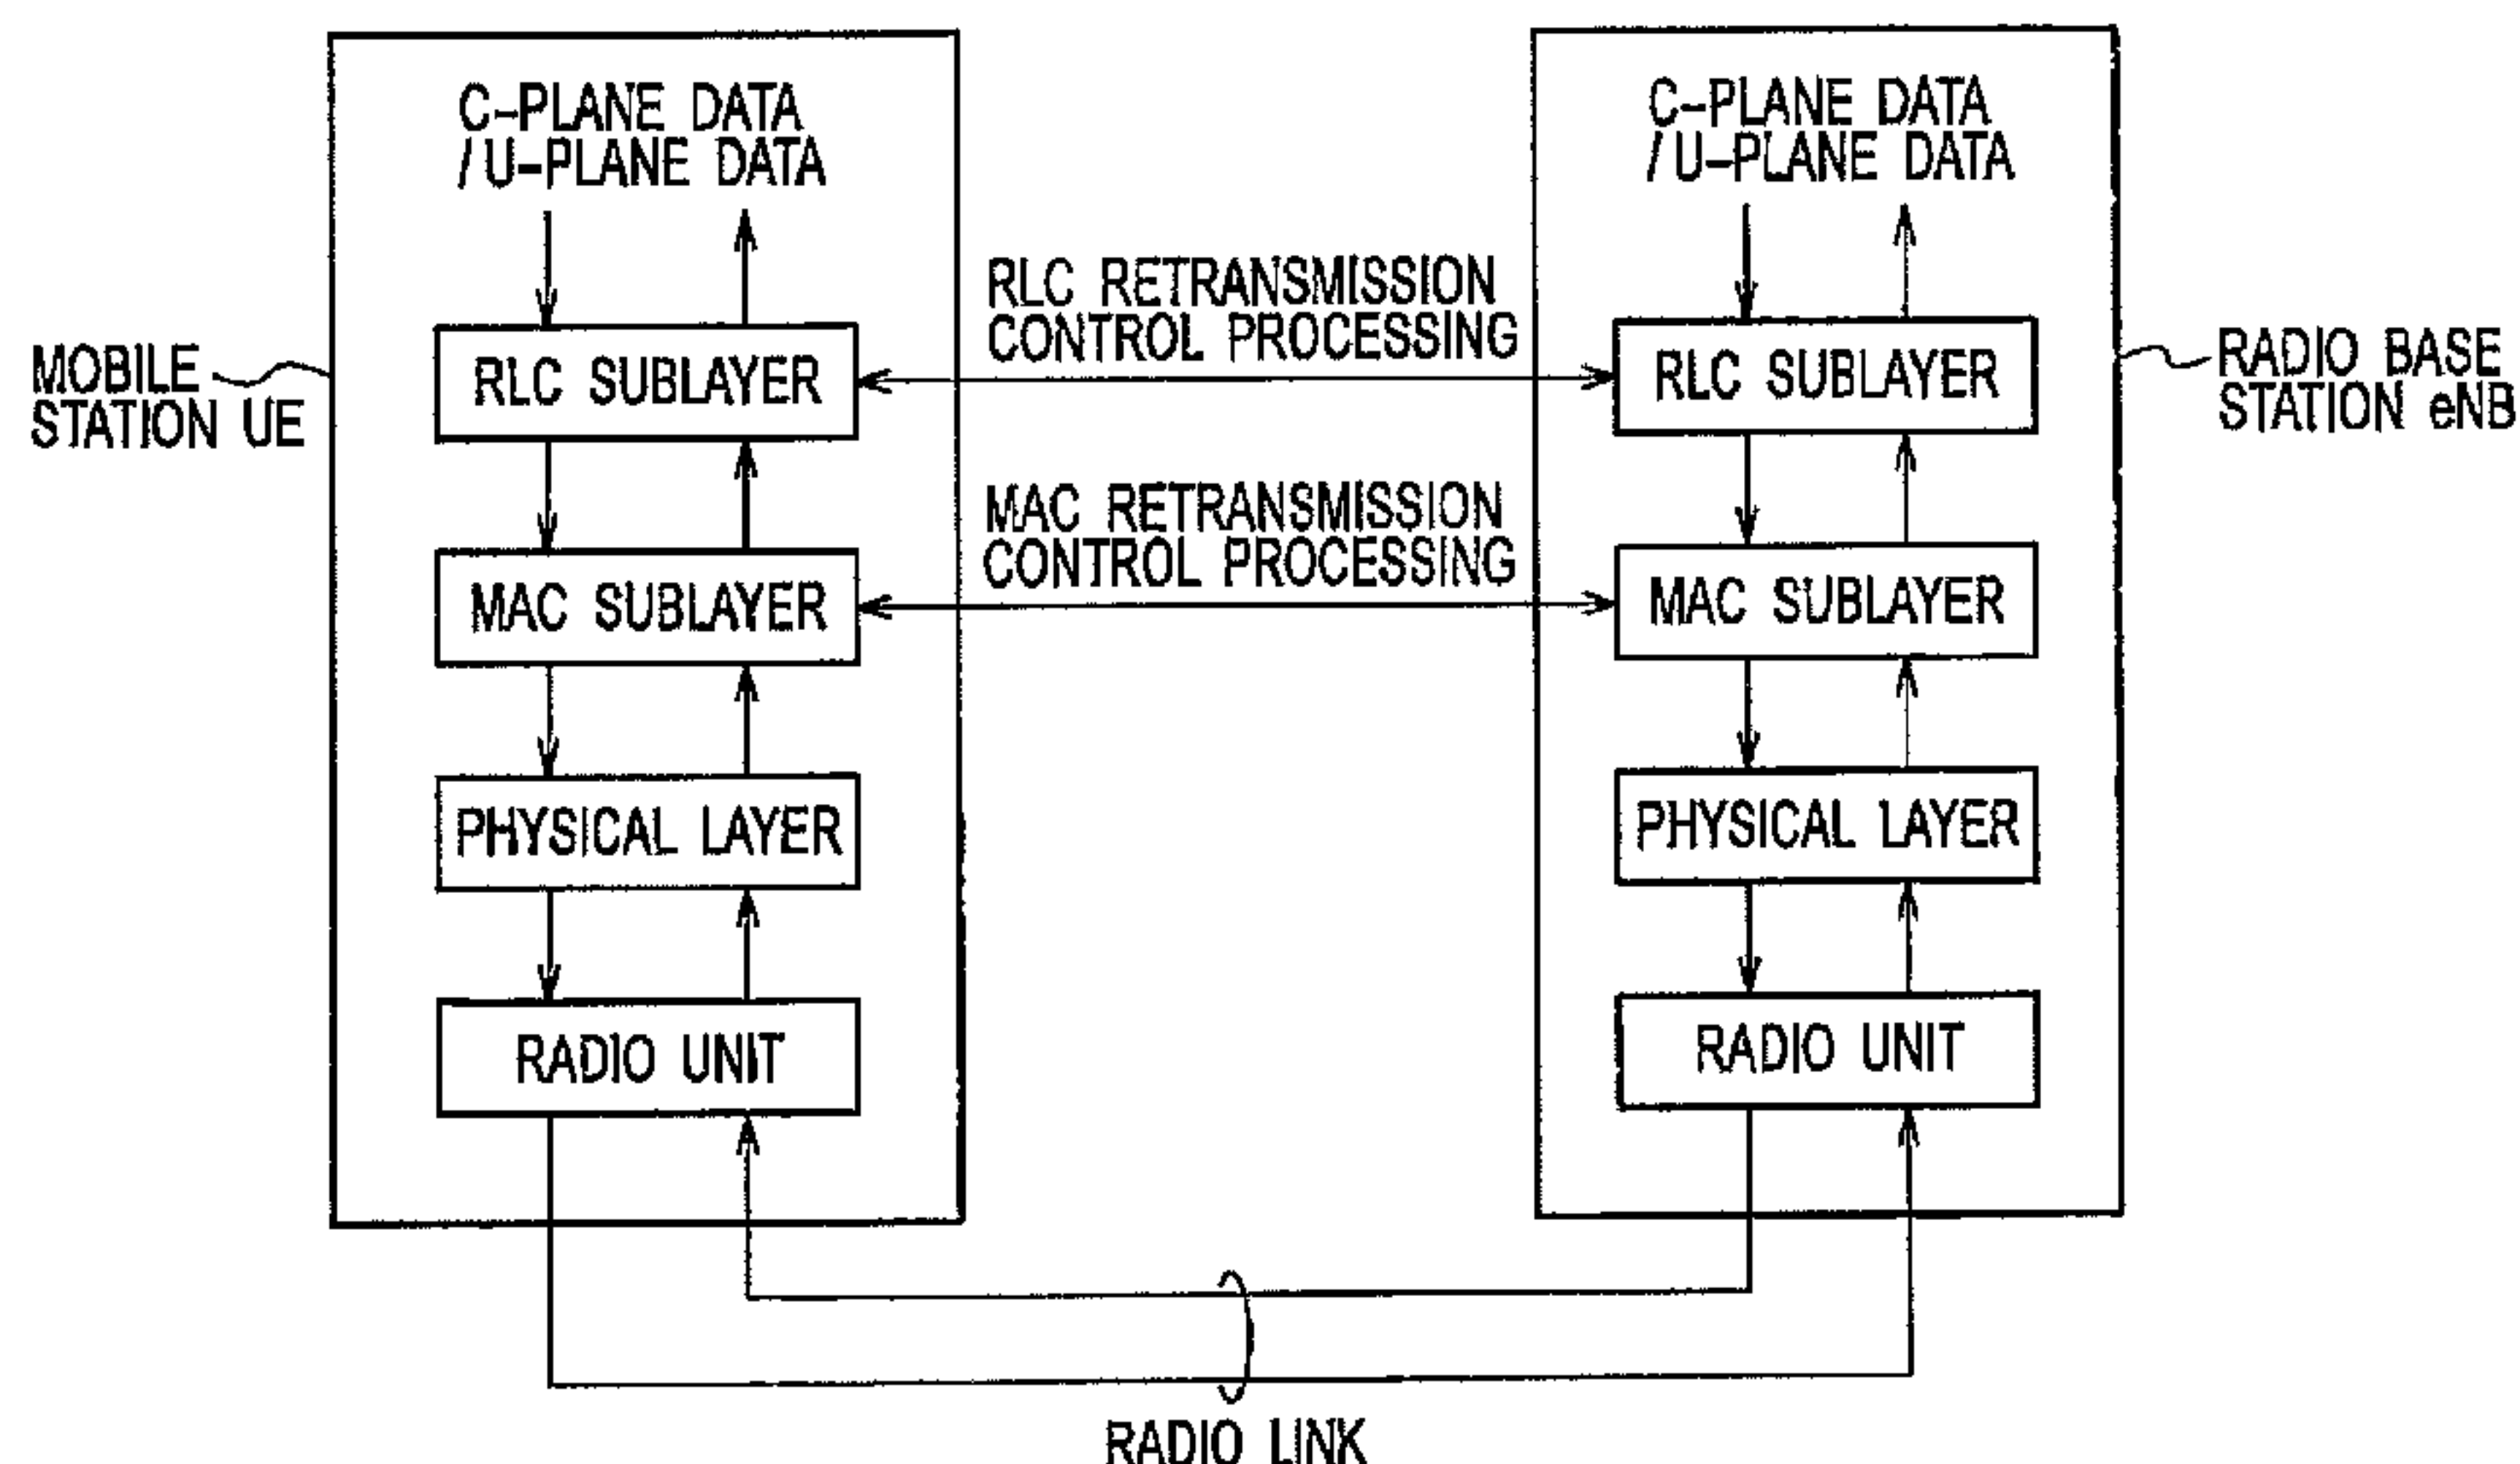 C-PLANE DATA
/U-PLANE DATA
C-PLANE DATA
/U-PLANE DATA
RLC RETRANSMISSION
CONTROL PROCESSING
MOBILE
STATION UE
RLC SUBLAYER
RLC SUBLAYER
RADIO BASE
STATION eNB
MAC RETRANSMISSION
CONTROL PROCESSING
MAC SUBLAYER
MAC SUBLAYER
PHYSICAL LAYER
PHYSICAL LAYER
RADIO UNIT
RADIO UNIT
RADIO LINK